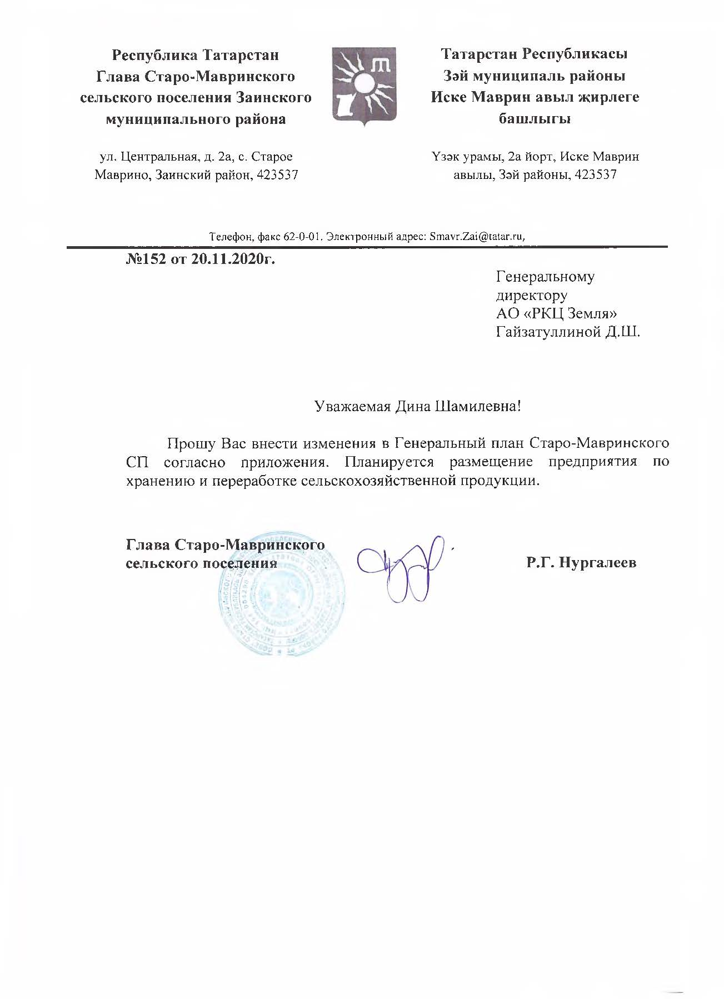 Республика Татарстан
Глава Старо-Мавринского
сельского поселения Заинского
муниципального района
ул. Центральная, д. 2а, с. Старое
Маврино, Заинский район, 423537
Татарстан Республикасы
Зәй муниципаль районы
Иске Маврин авыл җирлеге
башлыгы
Үзәк урамы, 2а йорт, Иске Маврин
авылы, Зәй районы, 423537
Телефон, факс 62-0-01. Электронный адрес: Smavr.Zai@tatar.ru,
№152 от 20.11.2020г.
Генеральному
директору
АО «РКЦ Земля»
Гайзатуллиной Д.Ш.
Уважаемая Дина Шамилевна!
Прошу Вас внести изменения в Генеральный план Старо-Мавринского
СП согласно приложения. Планируется размещение предприятия по
хранению и переработке сельскохозяйственной продукции.
Глава Старо-Мавринского
сельского поселения
Р.Г. Нургалеев